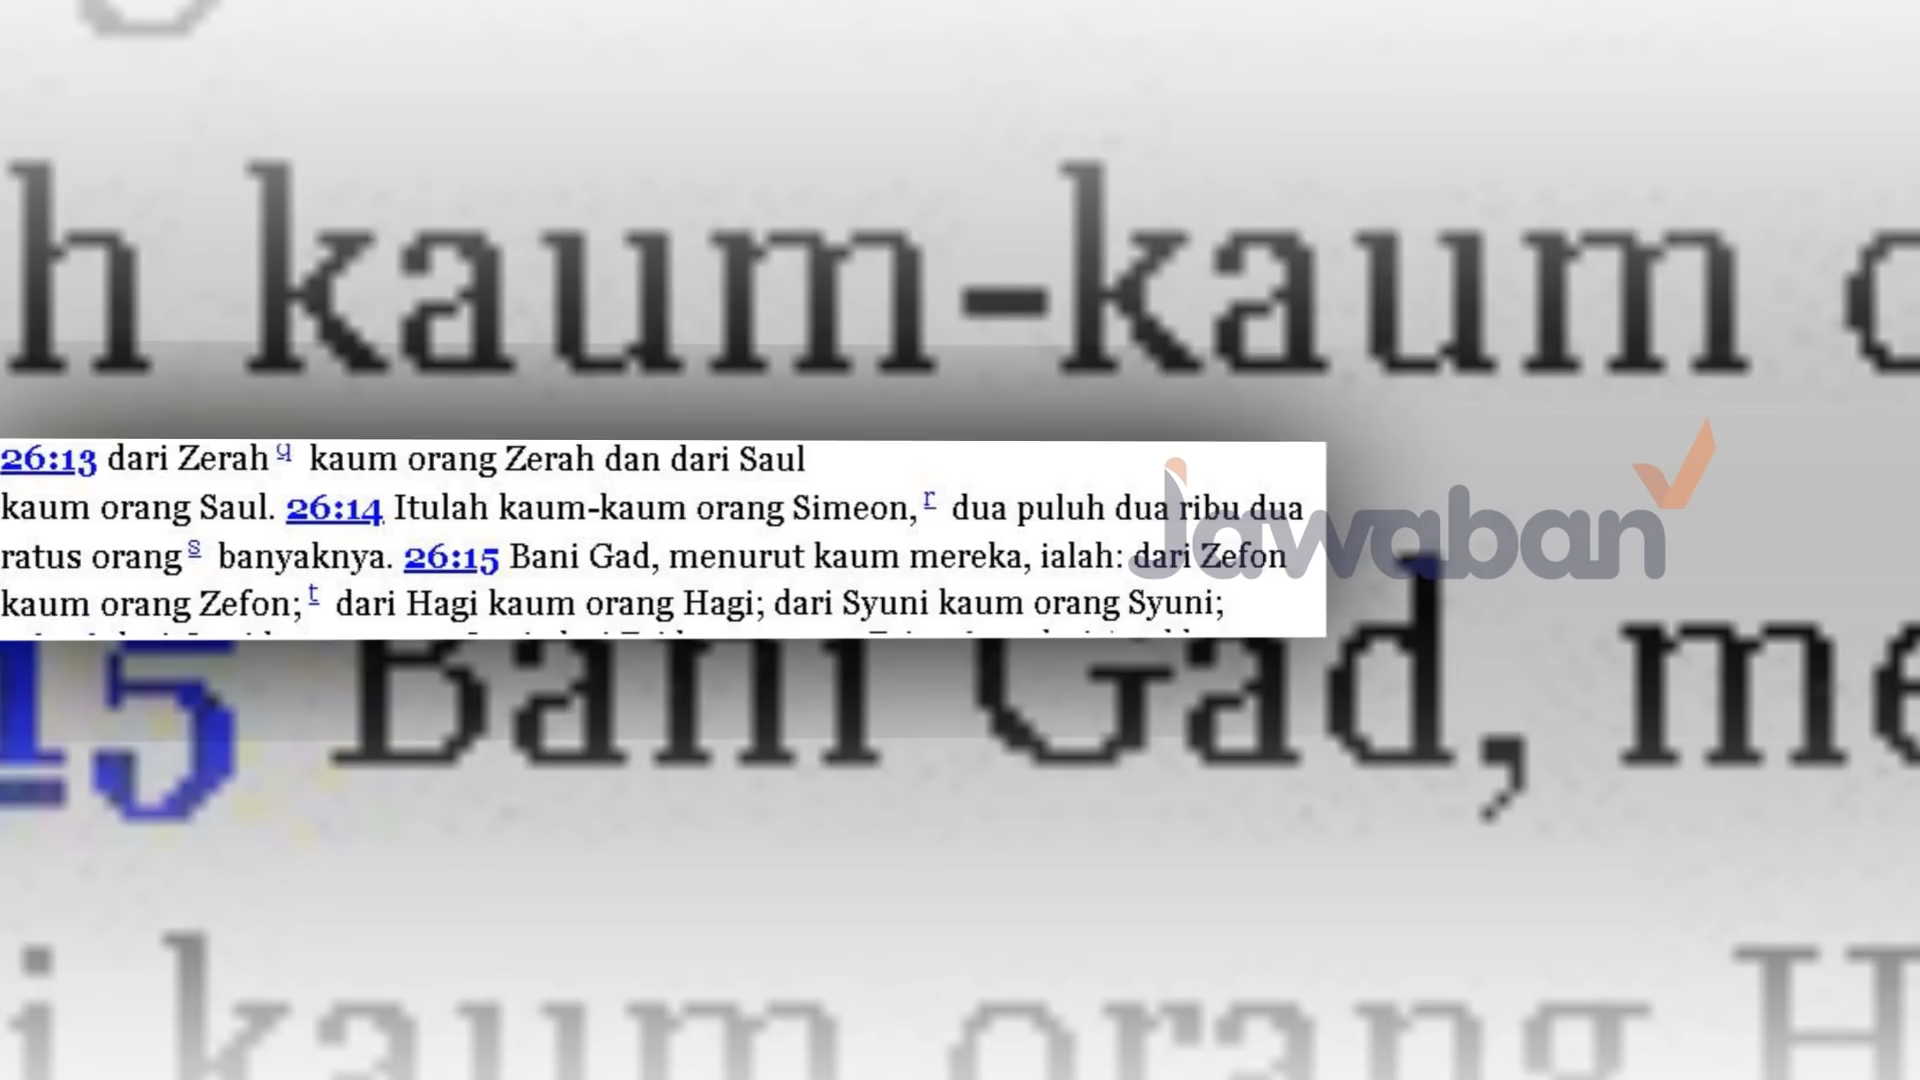 h kaum-kaum o
26:13 dari Zerah q kaum orang Zerah dan dari Saul
kaum orang Saul. 26:14 Itulah kaum-kaum orang Simeon, r dua puluh dua ribu dua
ratus orang s banyaknya. 26:15 Bani Gad, menurut kaum mereka, ialah: dari Zefon
kaum orang Zefon; t dari Hagi kaum orang Hagi; dari Syuni kaum orang Syuni;
Jawaban
15 Bani Gad, me
i kaum orang H